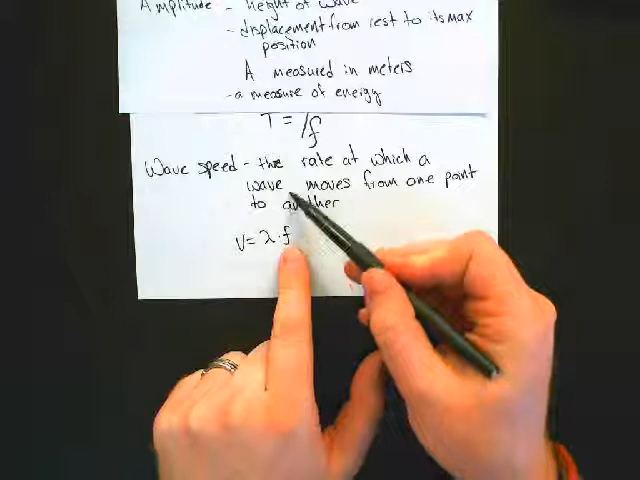 Amplitude - height of wave
- displacement from rest to its max
position
A measured in meters
- a measure of energy
T = 1/f
Wave speed - the rate at which a
wave moves from one point
to another
v = λ·f